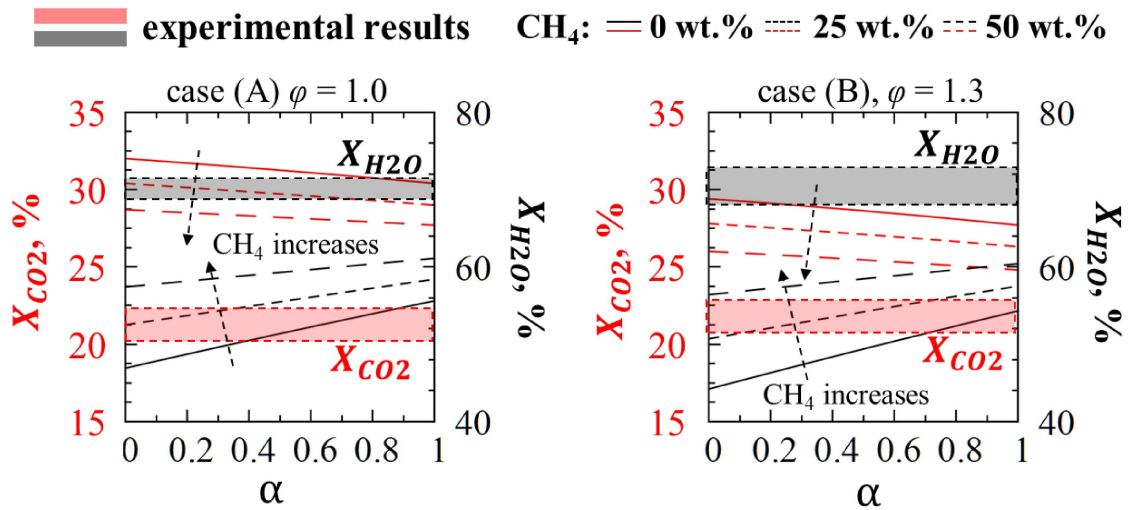 experimental results CH4: 0 wt.% 25 wt.% 50 wt.%
case (A) φ = 1.0
35
30
25
20
15
XCO2, %
80
60
40
XH2O, %
XH2O
CH4 increases
XCO2
0 0.2 0.4 0.6 0.8 1
α
case (B), φ = 1.3
35
30
25
20
15
XCO2, %
80
60
40
XH2O, %
XH2O
XCO2
CH4 increases
0 0.2 0.4 0.6 0.8 1
α